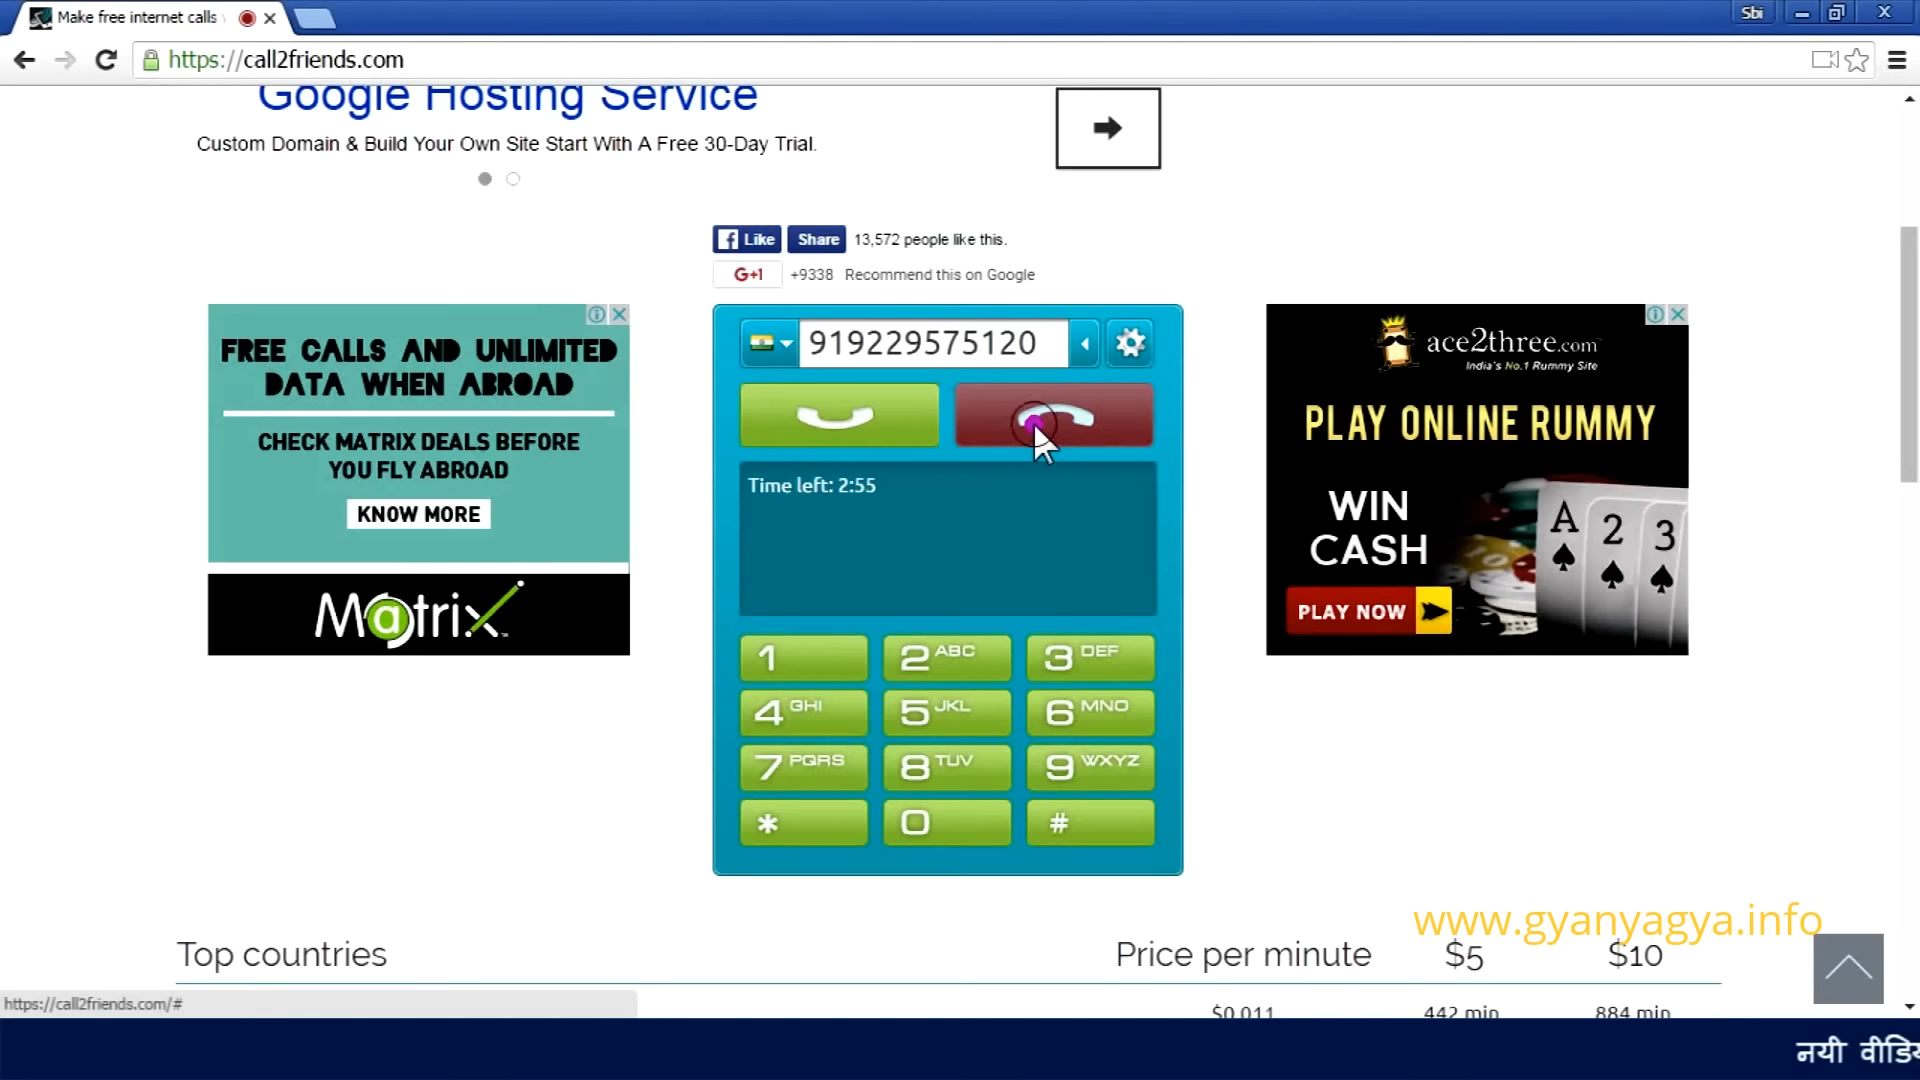 Make free internet calls
Sbi
https://call2friends.com
Google Hosting Service
Custom Domain & Build Your Own Site Start With A Free 30-Day Trial.
Like Share 13,572 people like this.
G+1 +9338 Recommend this on Google
FREE CALLS AND UNLIMITED
DATA WHEN ABROAD
CHECK MATRIX DEALS BEFORE
YOU FLY ABROAD
KNOW MORE
Matrix
919229575120
Time left: 2:55
1 2 ABC 3 DEF
4 GHI 5 JKL 6 MNO
7 PQRS 8 TUV 9 WXYZ
* 0 #
ace2three.com
India's No.1 Rummy Site
PLAY ONLINE RUMMY
WIN
CASH
A 2 3
PLAY NOW
www.gyanyagya.info
Top countries Price per minute $5 $10
$0.011 442 min 884 min
https://call2friends.com/#
नयी